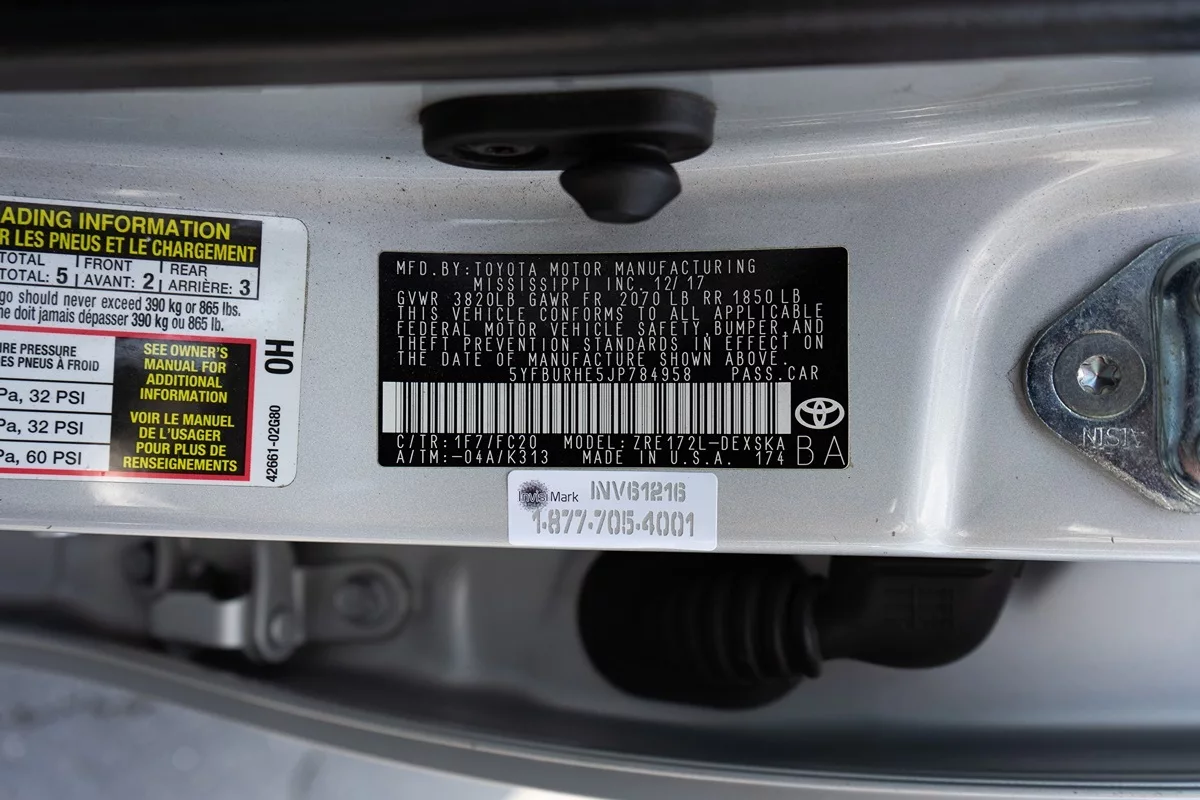 ADING INFORMATION
R LES PNEUS ET LE CHARGEMENT
TOTAL FRONT REAR
TOTAL: 5 AVANT: 2 ARRIÈRE: 3
go should never exceed 390 kg or 865 lbs.
ne doit jamais dépasser 390 kg ou 865 lb.
IRE PRESSURE
DES PNEUS À FROID
Pa, 32 PSI
Pa, 32 PSI
Pa, 60 PSI
SEE OWNER'S
MANUAL FOR
ADDITIONAL
INFORMATION
VOIR LE MANUEL
DE L'USAGER
POUR PLUS DE
RENSEIGNEMENTS
OH
42661-02G80
MFD. BY: TOYOTA MOTOR MANUFACTURING
MISSISSIPPI INC. 12/17
GVWR 3820LB GAWR FR 2070 LB RR 1850 LB
THIS VEHICLE CONFORMS TO ALL APPLICABLE
FEDERAL MOTOR VEHICLE SAFETY, BUMPER, AND
THEFT PREVENTION STANDARDS IN EFFECT ON
THE DATE OF MANUFACTURE SHOWN ABOVE.
5YFBURHE5JP784958 PASS. CAR
C/TR: 1F7/FC20 MODEL: ZRE172L-DEXSKA
A/TM:-04A/K313 MADE IN U.S.A. 174 BA
InvisiMark INV61216
1-877-705-4001